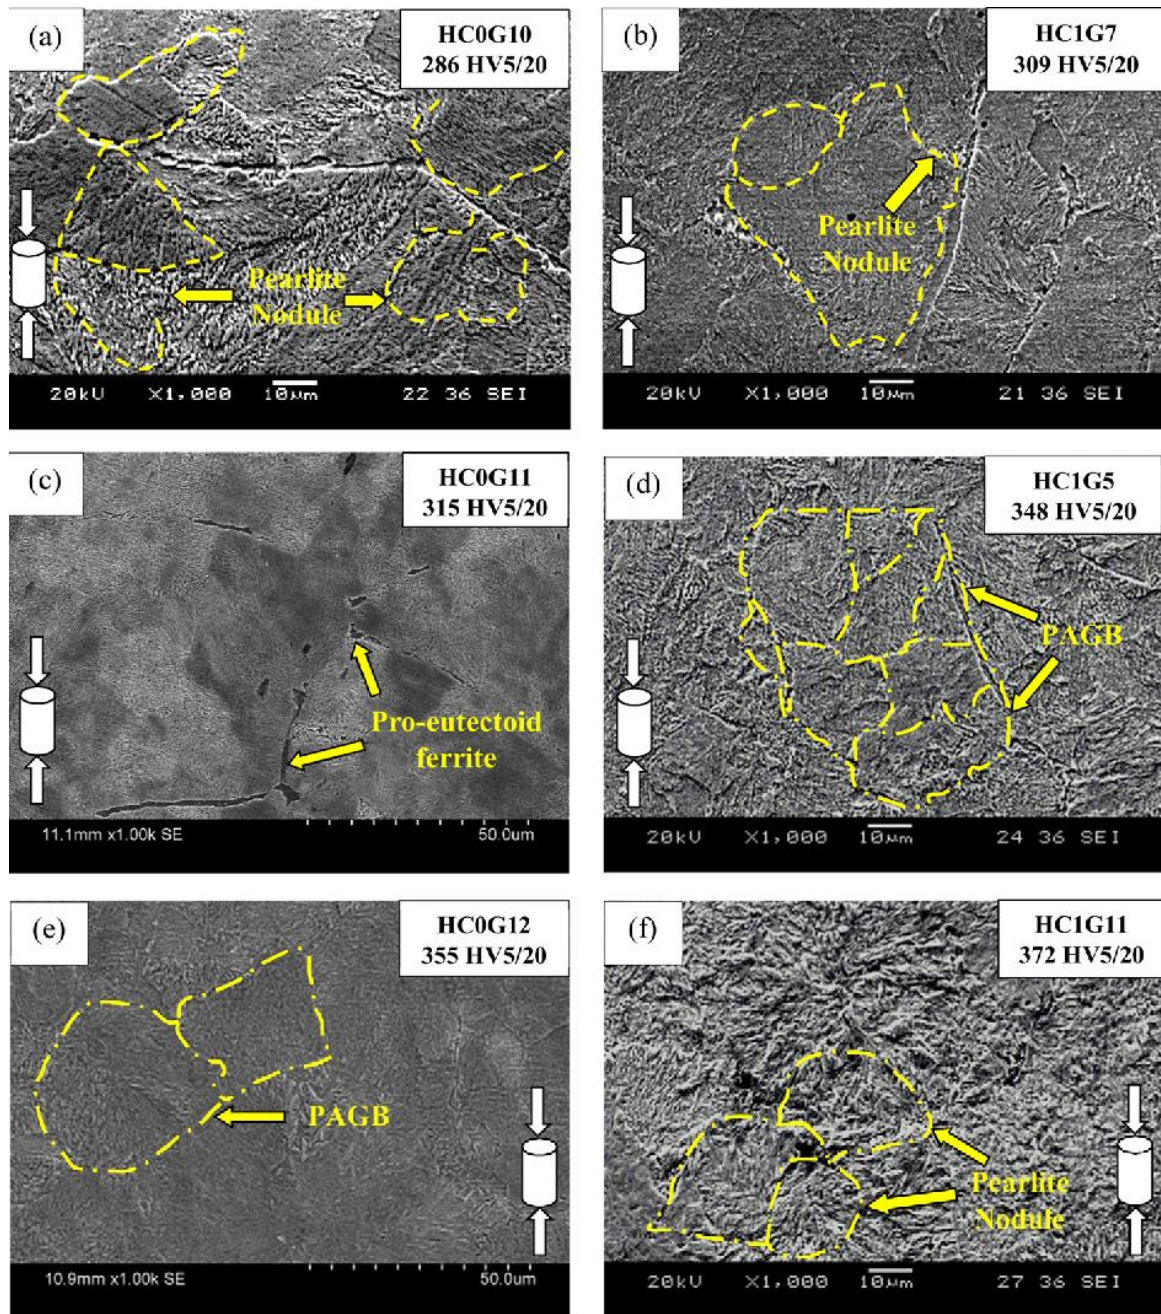 (a)
HC0G10
286 HV5/20
Pearlite
Nodule
20kV X1,000 10μm 22 36 SEI
(b)
HC1G7
309 HV5/20
Pearlite
Nodule
20kV X1,000 10μm 21 36 SEI
(c)
HC0G11
315 HV5/20
Pro-eutectoid
ferrite
11.1mm x1.00k SE 50.0um
(d)
HC1G5
348 HV5/20
PAGB
20kV X1,000 10μm 24 36 SEI
(e)
HC0G12
355 HV5/20
PAGB
10.9mm x1.00k SE 50.0um
(f)
HC1G11
372 HV5/20
Pearlite
Nodule
20kV X1,000 10μm 27 36 SEI